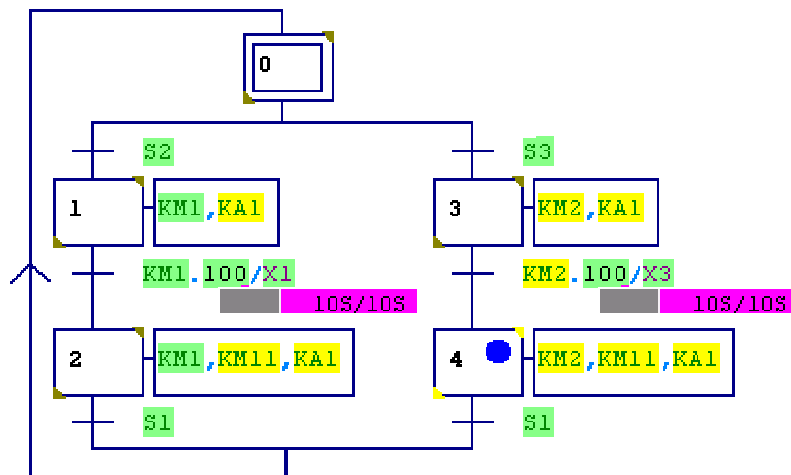 0
S2 S3
1 KM1,KA1 3 KM2,KA1
KM1.100/X1 KM2.100/X3
10S/10S 10S/10S
2 KM1,KM11,KA1 4 KM2,KM11,KA1
S1 S1